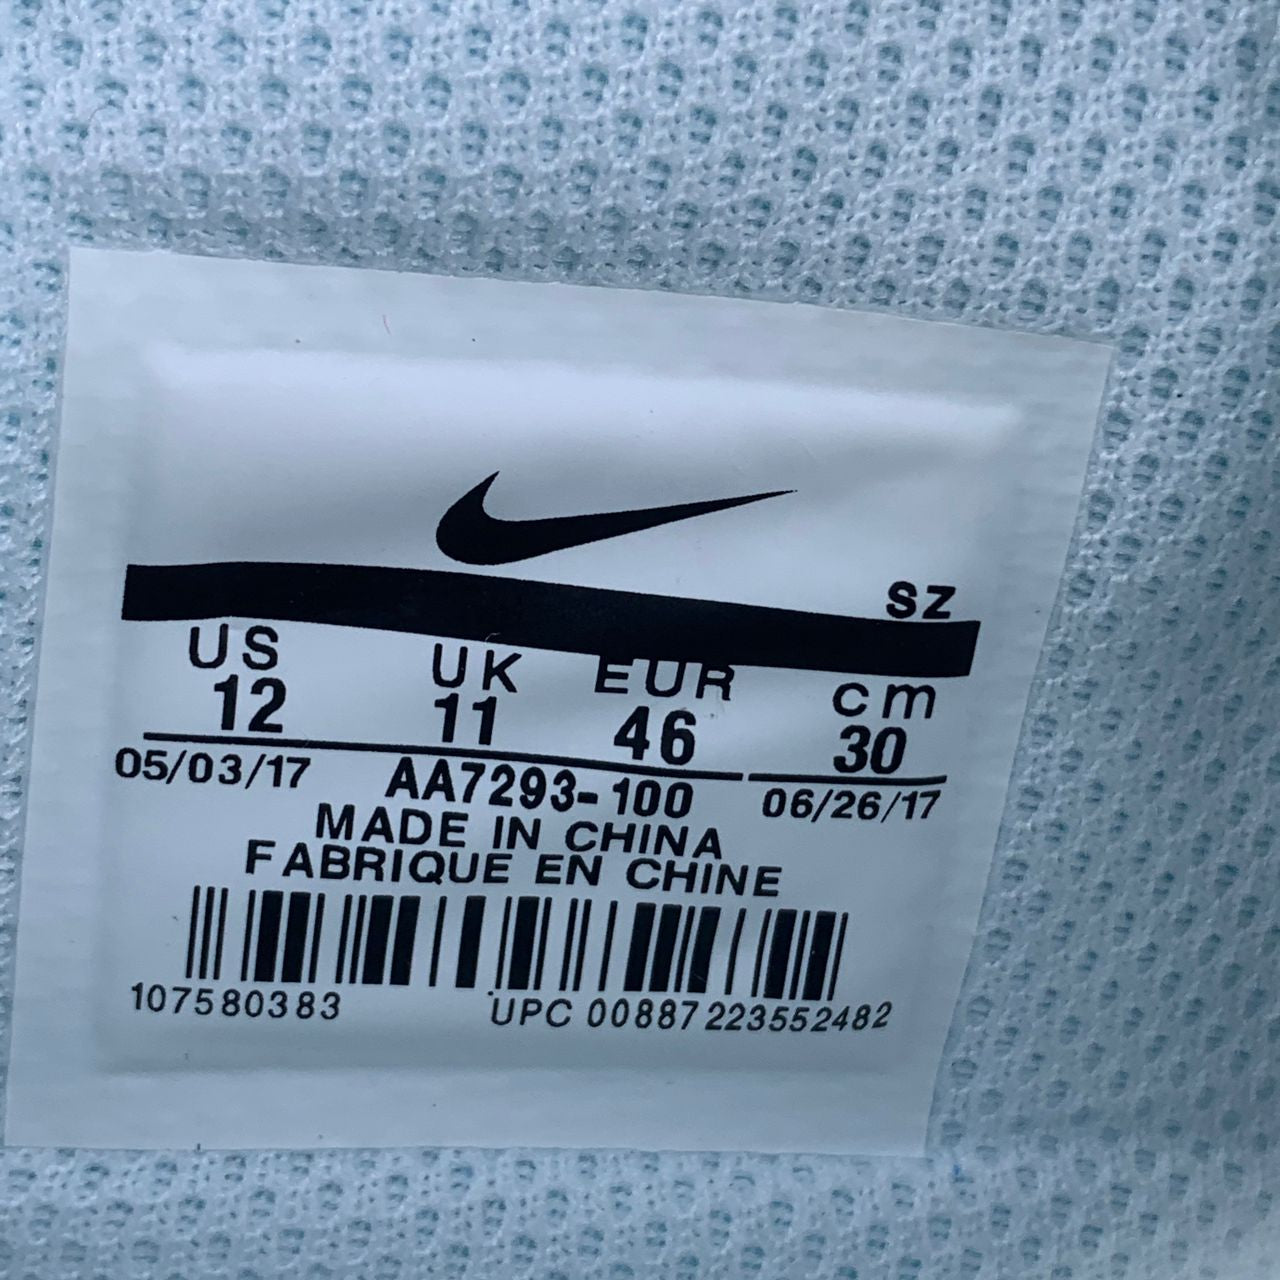 SZ
US UK EUR cm
12 11 46 30
05/03/17 AA7293-100 06/26/17
MADE IN CHINA
FABRIQUE EN CHINE
107580383 UPC 00887223552482